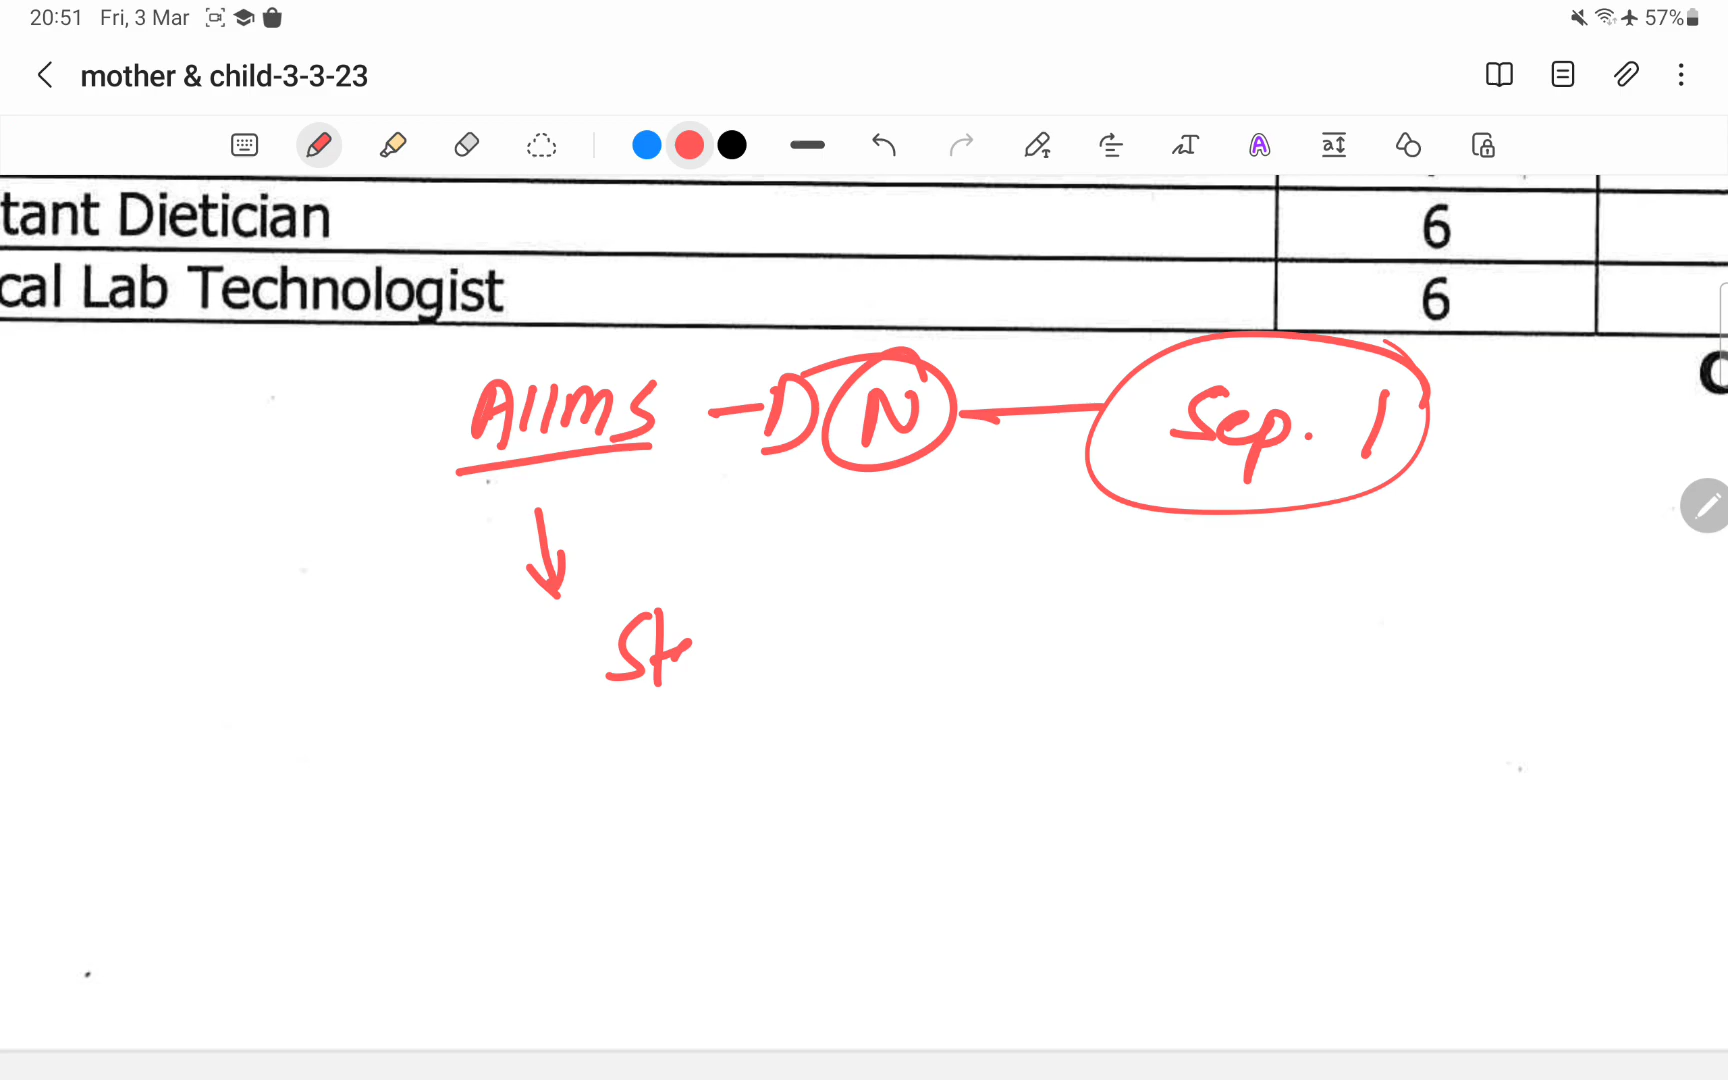 20:51 Fri, 3 Mar 57%
mother & child-3-3-23
tant Dietician 6
cal Lab Technologist 6
AIIMS - D N - Sep. 1
St